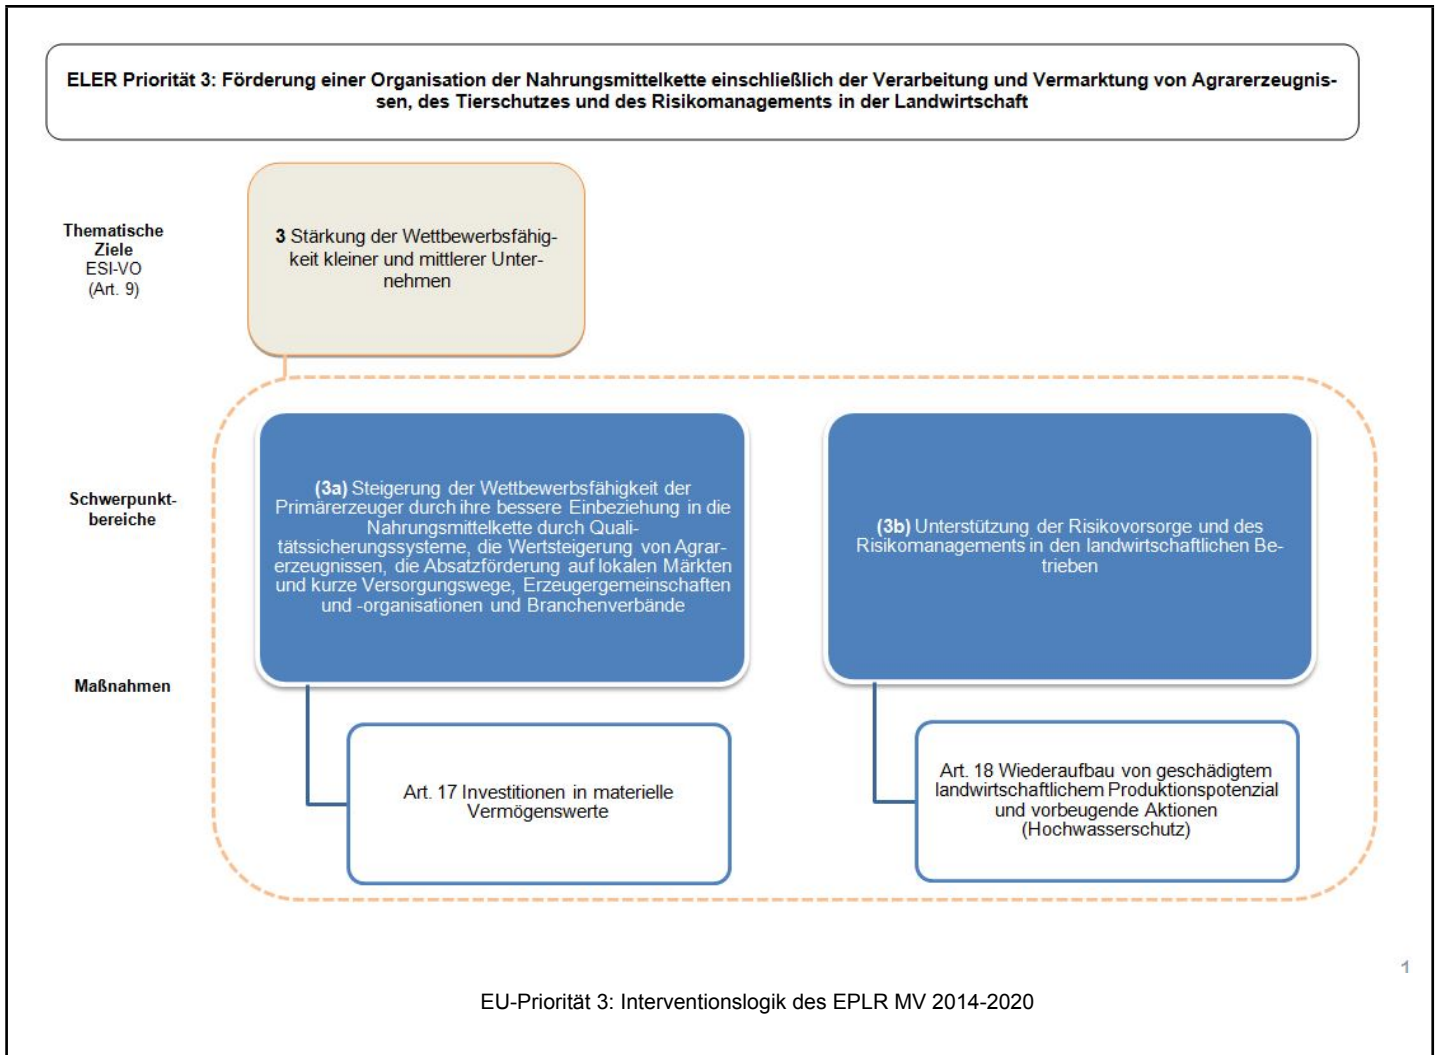 ELER Priorität 3: Förderung einer Organisation der Nahrungsmittelkette einschließlich der Verarbeitung und Vermarktung von Agrarerzeugnis-
sen, des Tierschutzes und des Risikomanagements in der Landwirtschaft
Thematische
Ziele
ESI-VO
(Art. 9)
3 Stärkung der Wettbewerbsfähig-
keit kleiner und mittlerer Unter-
nehmen
Schwerpunkt-
bereiche
(3a) Steigerung der Wettbewerbsfähigkeit der
Primärerzeuger durch ihre bessere Einbeziehung in die
Nahrungsmittelkette durch Quali-
tätssicherungssysteme, die Wertsteigerung von Agrar-
erzeugnissen, die Absatzförderung auf lokalen Märkten
und kurze Versorgungswege, Erzeugergemeinschaften
und -organisationen und Branchenverbände
(3b) Unterstützung der Risikovorsorge und des
Risikomanagements in den landwirtschaftlichen Be-
trieben
Maßnahmen
Art. 17 Investitionen in materielle
Vermögenswerte
Art. 18 Wiederaufbau von geschädigtem
landwirtschaftlichem Produktionspotenzial
und vorbeugende Aktionen
(Hochwasserschutz)
1
EU-Priorität 3: Interventionslogik des EPLR MV 2014-2020